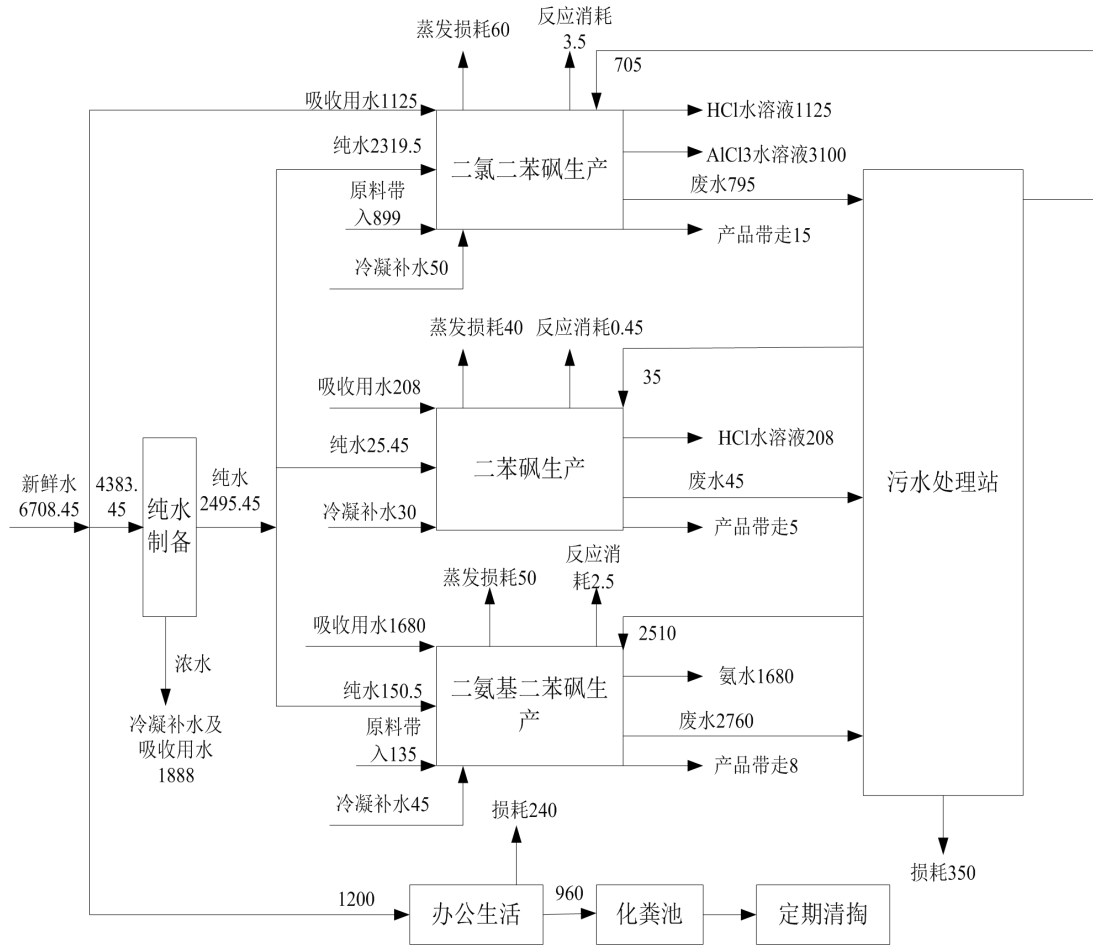 蒸发损耗60
反应消耗
3.5
705
吸收用水1125
HCl水溶液1125
纯水2319.5
二氯二苯砜生产
AlCl3水溶液3100
原料带
入899
废水795
产品带走15
冷凝补水50
蒸发损耗40
反应消耗0.45
35
吸收用水208
HCl水溶液208
纯水25.45
二苯砜生产
废水45
污水处理站
新鲜水
6708.45
4383.
45
纯水
制备
纯水
2495.45
冷凝补水30
产品带走5
蒸发损耗50
反应消
耗2.5
吸收用水1680
2510
浓水
冷凝补水及
吸收用水
1888
纯水150.5
二氨基二苯砜生
产
氨水1680
原料带
入135
废水2760
产品带走8
冷凝补水45
损耗240
损耗350
1200
办公生活
960
化粪池
定期清掏